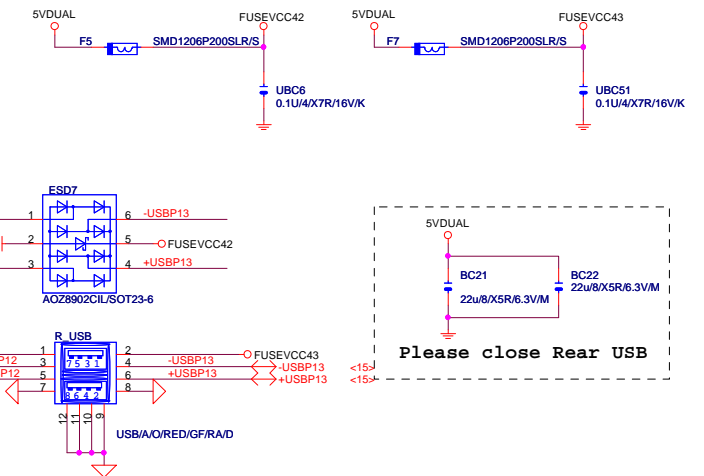 5VDUAL
FUSEVCC42
F5
SMD1206P200SLR/S
UBC6
0.1U/4/X7R/16V/K
5VDUAL
FUSEVCC43
F7
SMD1206P200SLR/S
UBC51
0.1U/4/X7R/16V/K
ESD7
1
6
-USBP13
2
5
FUSEVCC42
3
4
+USBP13
AOZ8902CIL/SOT23-6
5VDUAL
BC21
22u/8/X5R/6.3V/M
BC22
22u/8/X5R/6.3V/M
Please close Rear USB
R_USB
1
2
FUSEVCC43
P12
3
4
-USBP13
-USBP13
<15>
P12
5
6
+USBP13
+USBP13
<15>
7
8
7 5 3 1
8 6 4 2
12
11
10
9
USB/A/O/RED/GF/RA/D